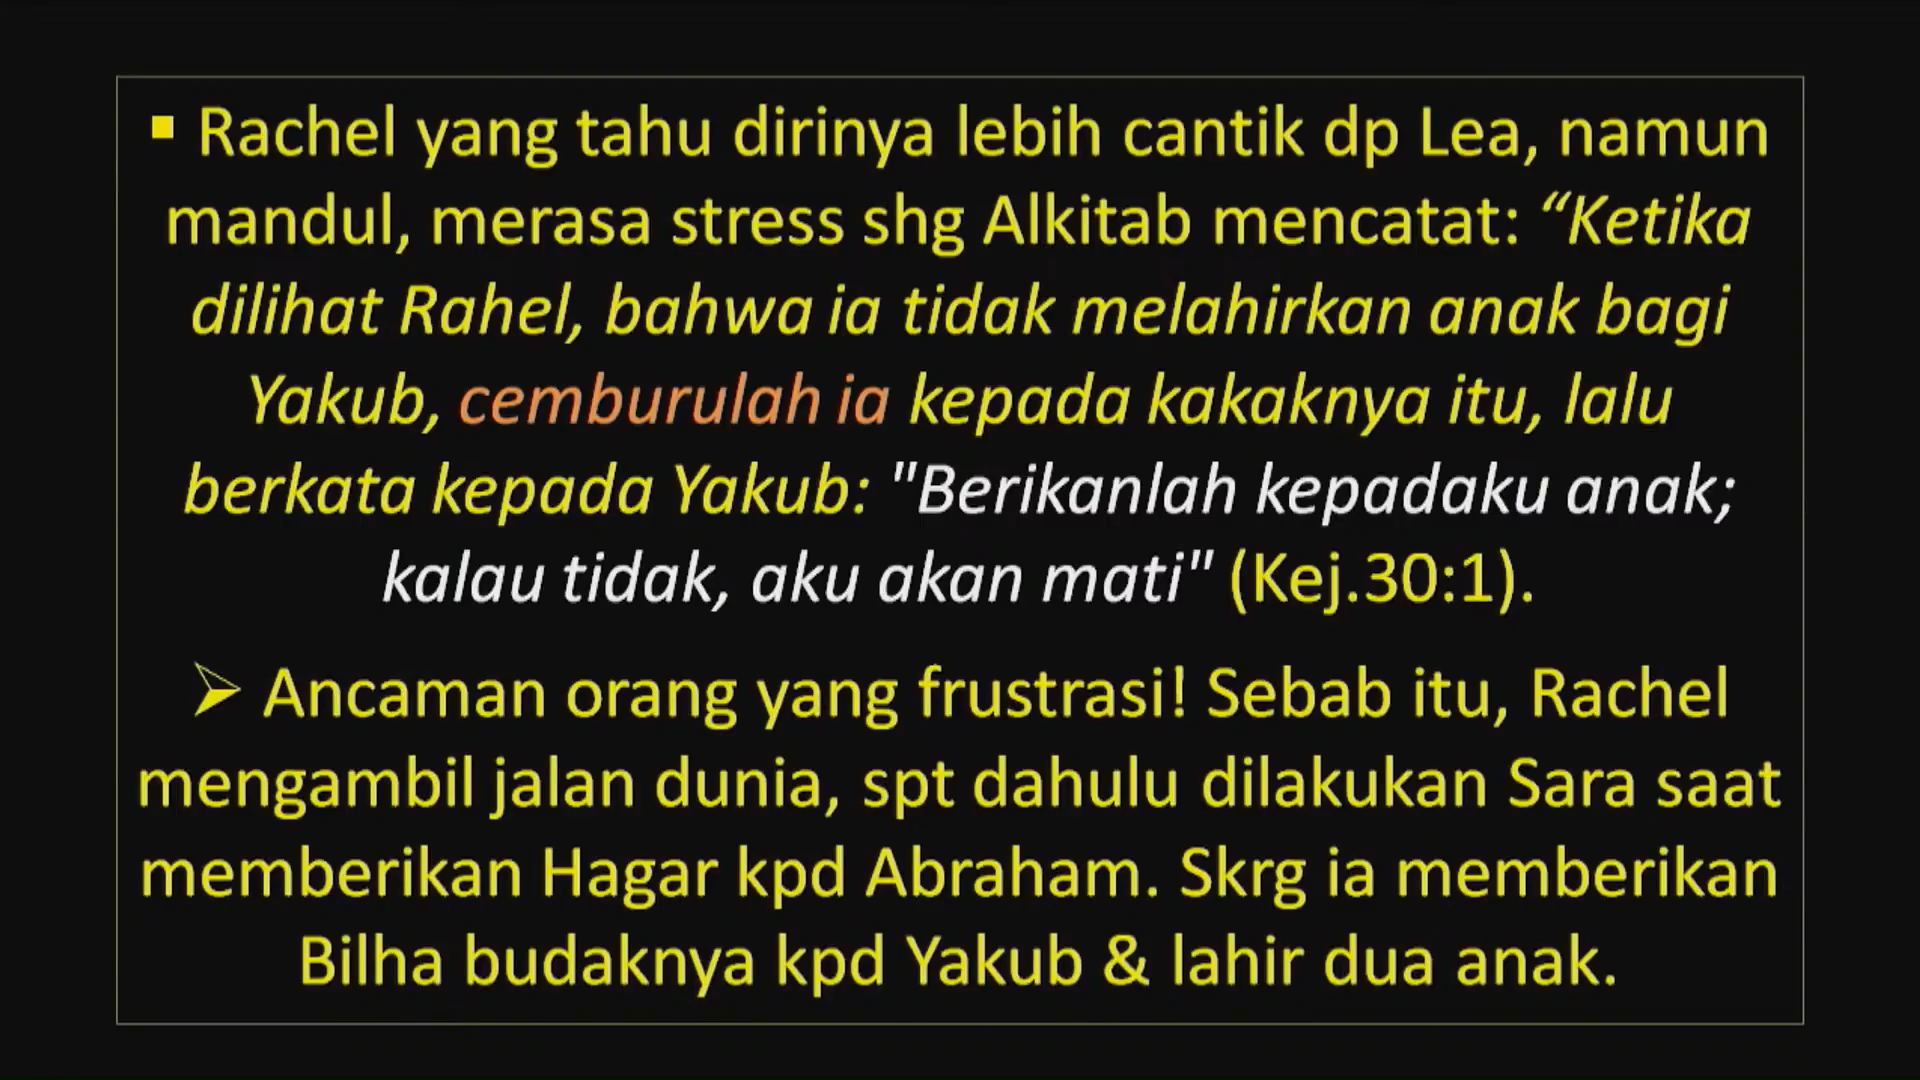 ▪ Rachel yang tahu dirinya lebih cantik dp Lea, namun
mandul, merasa stress shg Alkitab mencatat: “Ketika
dilihat Rahel, bahwa ia tidak melahirkan anak bagi
Yakub, cemburulah ia kepada kakaknya itu, lalu
berkata kepada Yakub: "Berikanlah kepadaku anak;
kalau tidak, aku akan mati" (Kej.30:1).
➢ Ancaman orang yang frustrasi! Sebab itu, Rachel
mengambil jalan dunia, spt dahulu dilakukan Sara saat
memberikan Hagar kpd Abraham. Skrg ia memberikan
Bilha budaknya kpd Yakub & lahir dua anak.